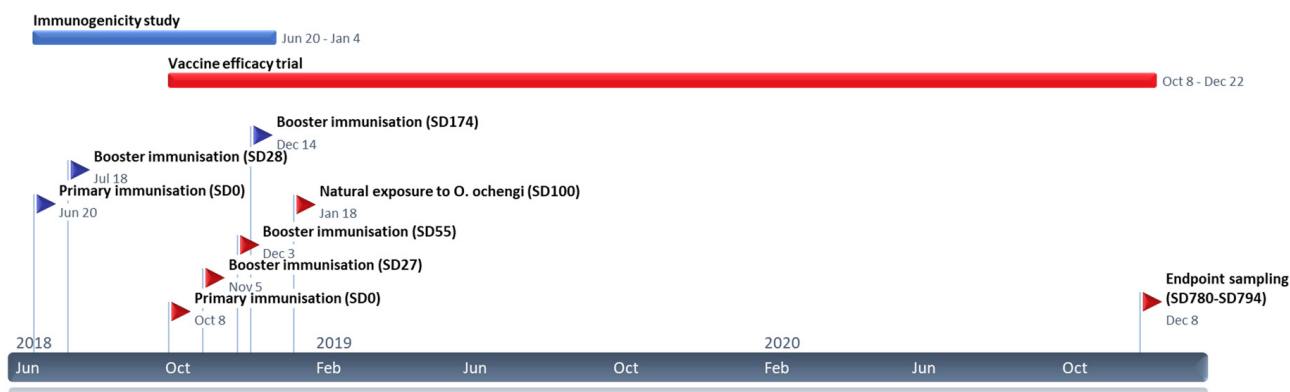 Immunogenicity study
Jun 20 - Jan 4
Vaccine efficacy trial
Oct 8 - Dec 22
Booster immunisation (SD174)
Dec 14
Booster immunisation (SD28)
Jul 18
Primary immunisation (SD0)
Jun 20
Natural exposure to O. ochengi (SD100)
Jan 18
Booster immunisation (SD55)
Dec 3
Booster immunisation (SD27)
Nov 5
Primary immunisation (SD0)
Oct 8
Endpoint sampling
(SD780-SD794)
Dec 8
2018 2019 2020
Jun Oct Feb Jun Oct Feb Jun Oct